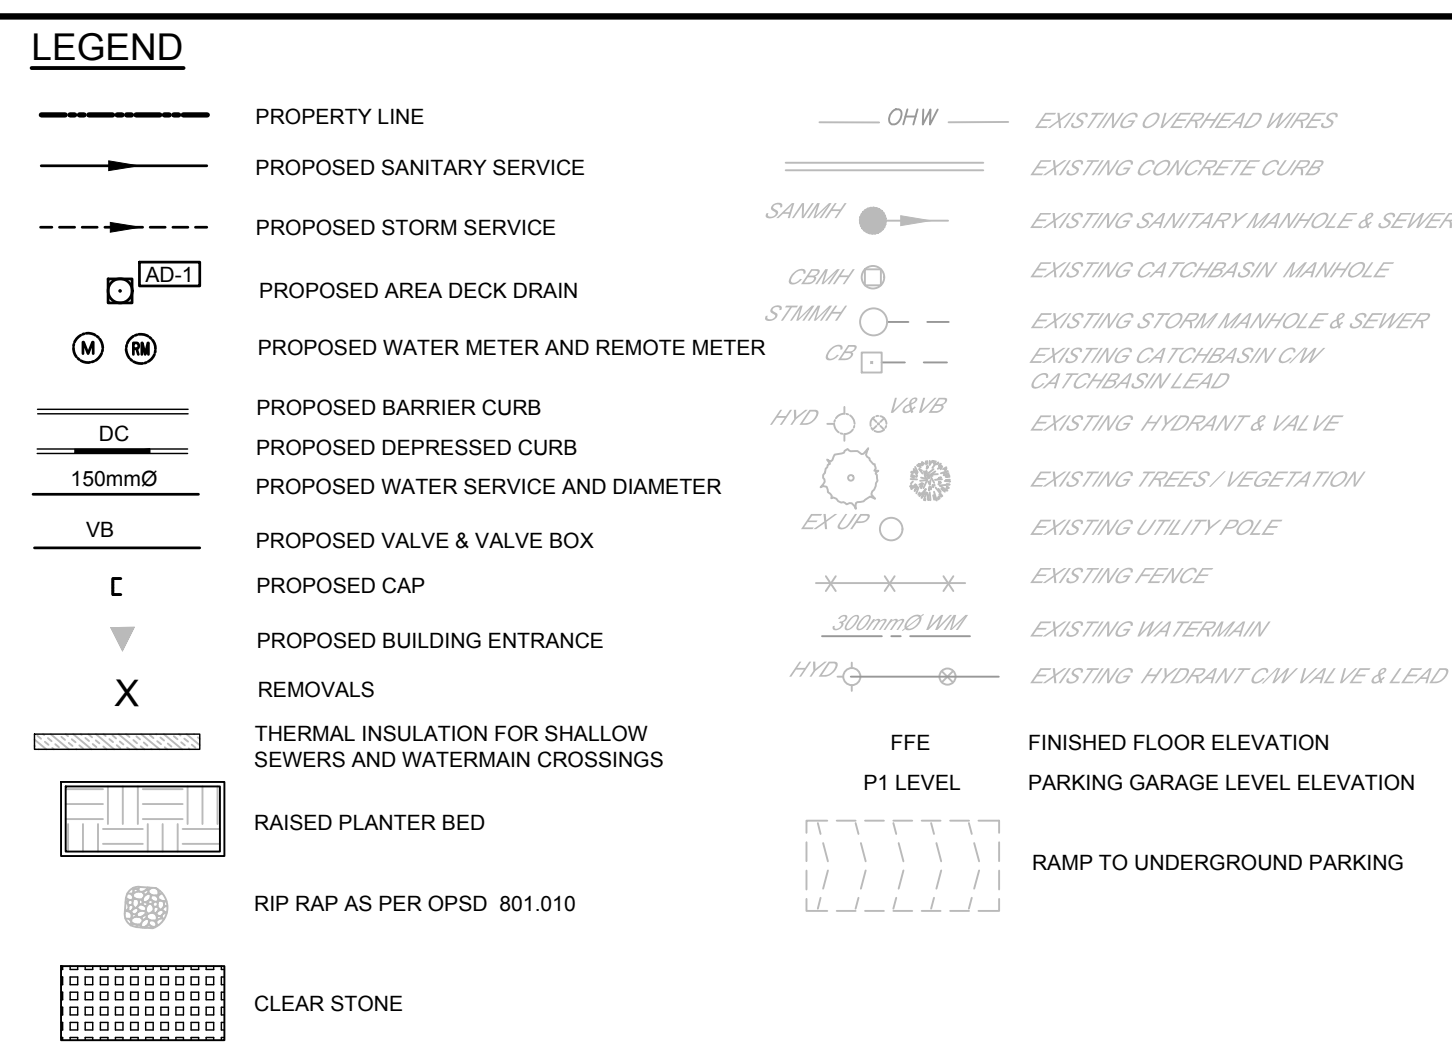 LEGEND
PROPERTY LINE
PROPOSED SANITARY SERVICE
PROPOSED STORM SERVICE
AD-1
PROPOSED AREA DECK DRAIN
M RM PROPOSED WATER METER AND REMOTE METER
PROPOSED BARRIER CURB
DC
PROPOSED DEPRESSED CURB
150mmØ
PROPOSED WATER SERVICE AND DIAMETER
VB
PROPOSED VALVE & VALVE BOX
PROPOSED CAP
PROPOSED BUILDING ENTRANCE
X REMOVALS
THERMAL INSULATION FOR SHALLOW
SEWERS AND WATERMAIN CROSSINGS
RAISED PLANTER BED
RIP RAP AS PER OPSD 801.010
CLEAR STONE
OHW EXISTING OVERHEAD WIRES
EXISTING CONCRETE CURB
SANMH EXISTING SANITARY MANHOLE & SEWER
CBMH EXISTING CATCHBASIN MANHOLE
STMMH EXISTING STORM MANHOLE & SEWER
CB EXISTING CATCHBASIN C/W
CATCHBASIN LEAD
HYD V&VB EXISTING HYDRANT & VALVE
EXISTING TREES / VEGETATION
EX UP EXISTING UTILITY POLE
EXISTING FENCE
300mmØ WM EXISTING WATERMAIN
HYD EXISTING HYDRANT C/W VALVE & LEAD
FFE FINISHED FLOOR ELEVATION
P1 LEVEL PARKING GARAGE LEVEL ELEVATION
RAMP TO UNDERGROUND PARKING